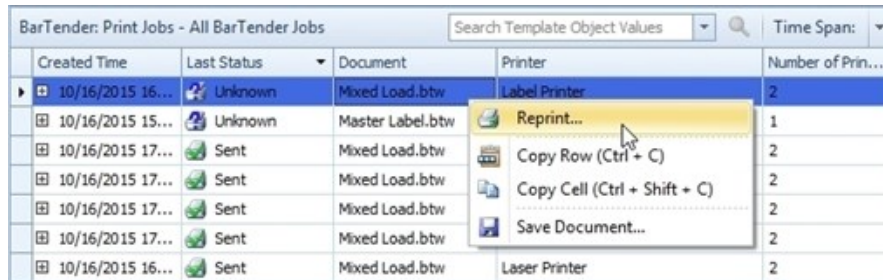 BarTender: Print Jobs - All BarTender Jobs Search Template Object Values Time Span:
Created Time Last Status Document Printer Number of Prin...
10/16/2015 16... Unknown Mixed Load.btw Label Printer 2
10/16/2015 15... Unknown Master Label.btw 1
10/16/2015 17... Sent Mixed Load.btw 2
10/16/2015 17... Sent Mixed Load.btw 2
10/16/2015 17... Sent Mixed Load.btw 2
10/16/2015 17... Sent Mixed Load.btw 2
10/16/2015 16... Sent Mixed Load.btw Laser Printer 2
Reprint...
Copy Row (Ctrl + C)
Copy Cell (Ctrl + Shift + C)
Save Document...